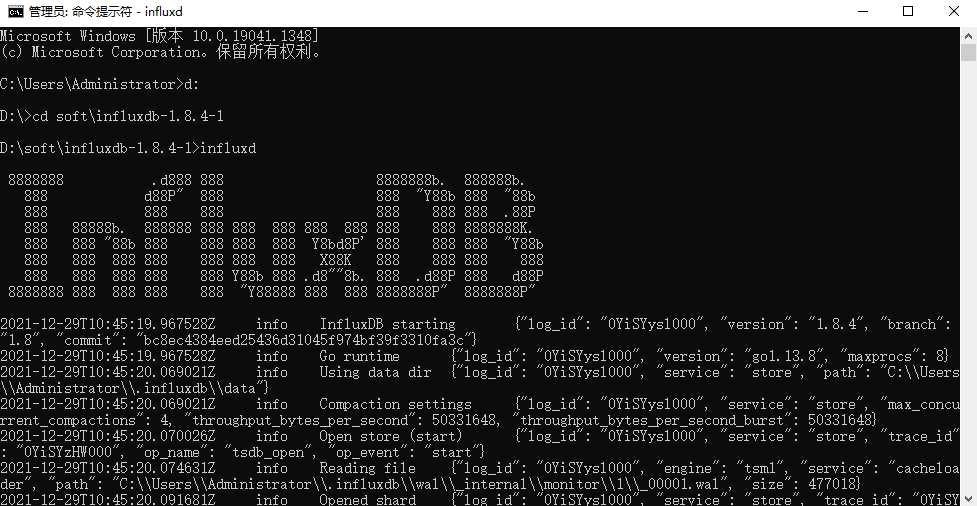 管理员: 命令提示符 - influxd
Microsoft Windows [版本 10.0.19041.1348]
(c) Microsoft Corporation。保留所有权利。
C:\Users\Administrator>d:
D:\>cd soft\influxdb-1.8.4-1
D:\soft\influxdb-1.8.4-1>influxd
 8888888           .d888 888                   8888888b.  888888b.
   888            d88P"  888                   888  "Y88b 888  "88b
   888            888    888                   888    888 888  .88P
   888   88888b.  888888 888 888  888 888  888 888    888 8888888K.
   888   888 "88b 888    888 888  888  Y8bd8P' 888    888 888  "Y88b
   888   888  888 888    888 888  888   X88K   888    888 888    888
   888   888  888 888    888 Y88b 888 .d8""8b. 888  .d88P 888   d88P
 8888888 888  888 888    888  "Y88888 888  888 8888888P"  8888888P"
2021-12-29T10:45:19.967528Z     info    InfluxDB starting       {"log_id": "0YiSYysl000", "version": "1.8.4", "branch":
"1.8", "commit": "bc8ec4384eed25436d31045f974bf39f3310fa3c"}
2021-12-29T10:45:19.967528Z     info    Go runtime      {"log_id": "0YiSYysl000", "version": "go1.13.8", "maxprocs": 8}
2021-12-29T10:45:20.069021Z     info    Using data dir  {"log_id": "0YiSYysl000", "service": "store", "path": "C:\\Users
\\Administrator\\.influxdb\\data"}
2021-12-29T10:45:20.069021Z     info    Compaction settings     {"log_id": "0YiSYysl000", "service": "store", "max_concu
rrent_compactions": 4, "throughput_bytes_per_second": 50331648, "throughput_bytes_per_second_burst": 50331648}
2021-12-29T10:45:20.070026Z     info    Open store (start)      {"log_id": "0YiSYysl000", "service": "store", "trace_id"
: "0YiSYzHW000", "op_name": "tsdb_open", "op_event": "start"}
2021-12-29T10:45:20.074631Z     info    Reading file    {"log_id": "0YiSYysl000", "engine": "tsm1", "service": "cacheloa
der", "path": "C:\\Users\\Administrator\\.influxdb\\wal\\_internal\\monitor\\1\\_00001.wal", "size": 477018}
2021-12-29T10:45:20.091681Z     info    Opened shard    {"log_id": "0YiSYysl000", "service": "store", "trace_id": "0YiSY